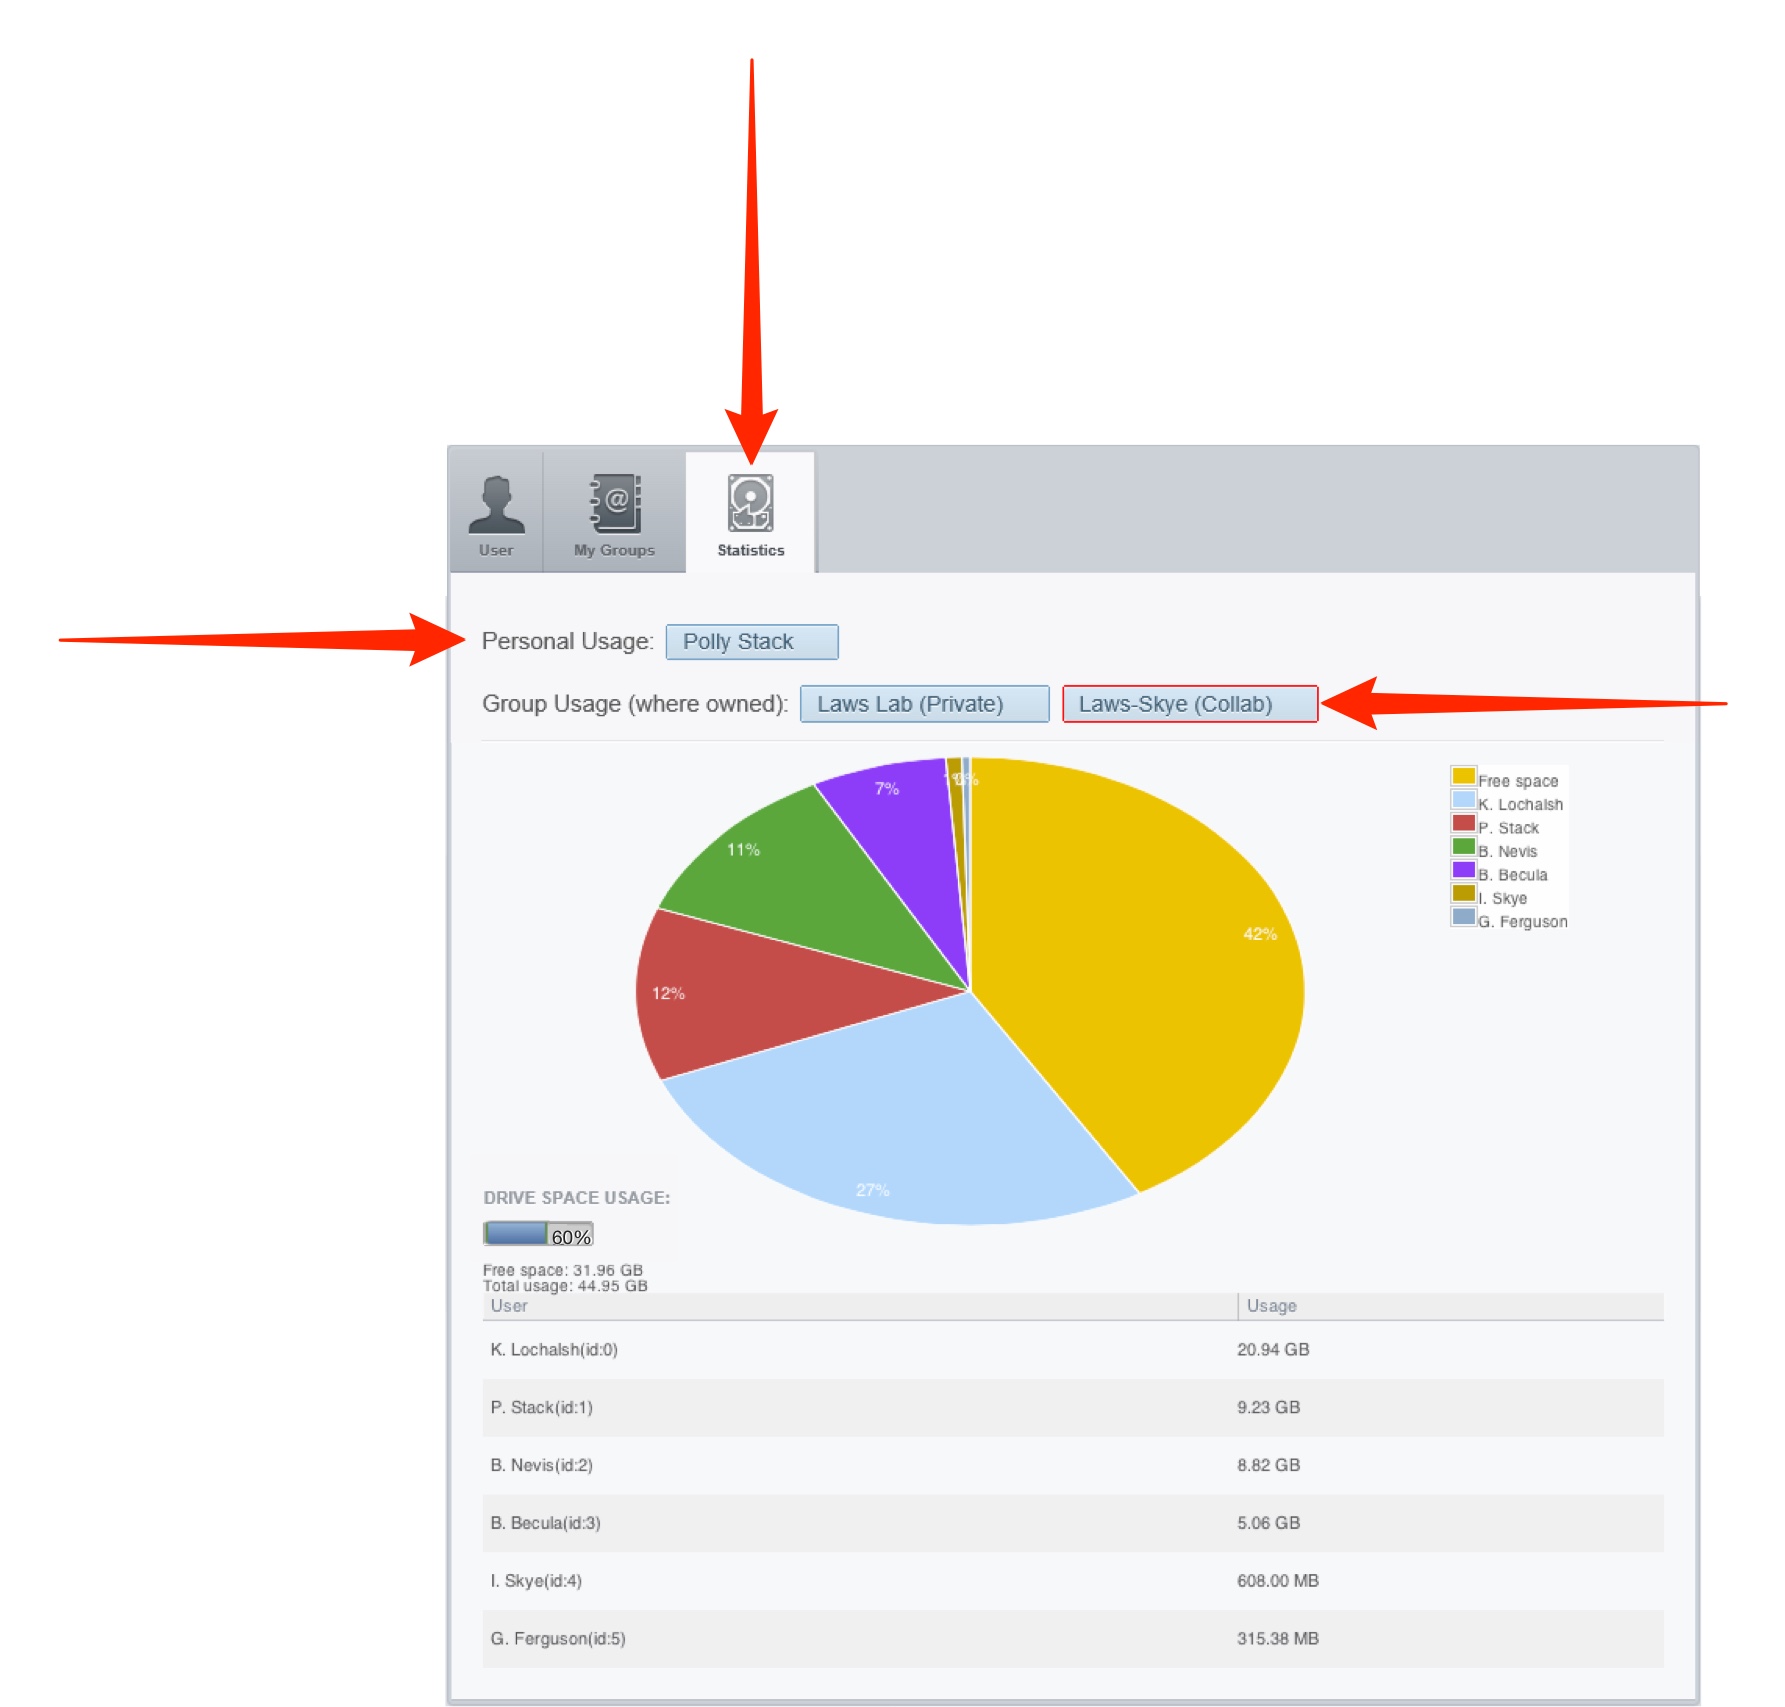 User
My Groups
Statistics
Personal Usage: Polly Stack
Group Usage (where owned): Laws Lab (Private) Laws-Skye (Collab)
Free space
K. Lochalsh
P. Stack
B. Nevis
B. Becula
I. Skye
G. Ferguson
7%
11%
42%
12%
27%
DRIVE SPACE USAGE:
60%
Free space: 31.96 GB
Total usage: 44.95 GB
User Usage
K. Lochalsh(id:0) 20.94 GB
P. Stack(id:1) 9.23 GB
B. Nevis(id:2) 8.82 GB
B. Becula(id:3) 5.06 GB
I. Skye(id:4) 608.00 MB
G. Ferguson(id:5) 315.38 MB